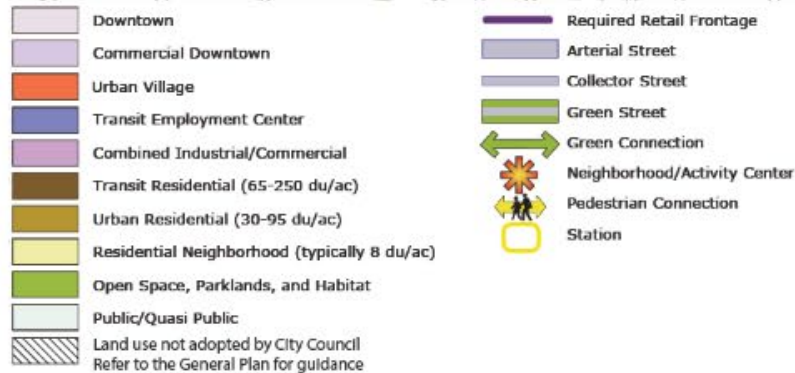 Downtown
Commercial Downtown
Urban Village
Transit Employment Center
Combined Industrial/Commercial
Transit Residential (65-250 du/ac)
Urban Residential (30-95 du/ac)
Residential Neighborhood (typically 8 du/ac)
Open Space, Parklands, and Habitat
Public/Quasi Public
Land use not adopted by City Council
Refer to the General Plan for guidance
Required Retail Frontage
Arterial Street
Collector Street
Green Street
Green Connection
Neighborhood/Activity Center
Pedestrian Connection
Station